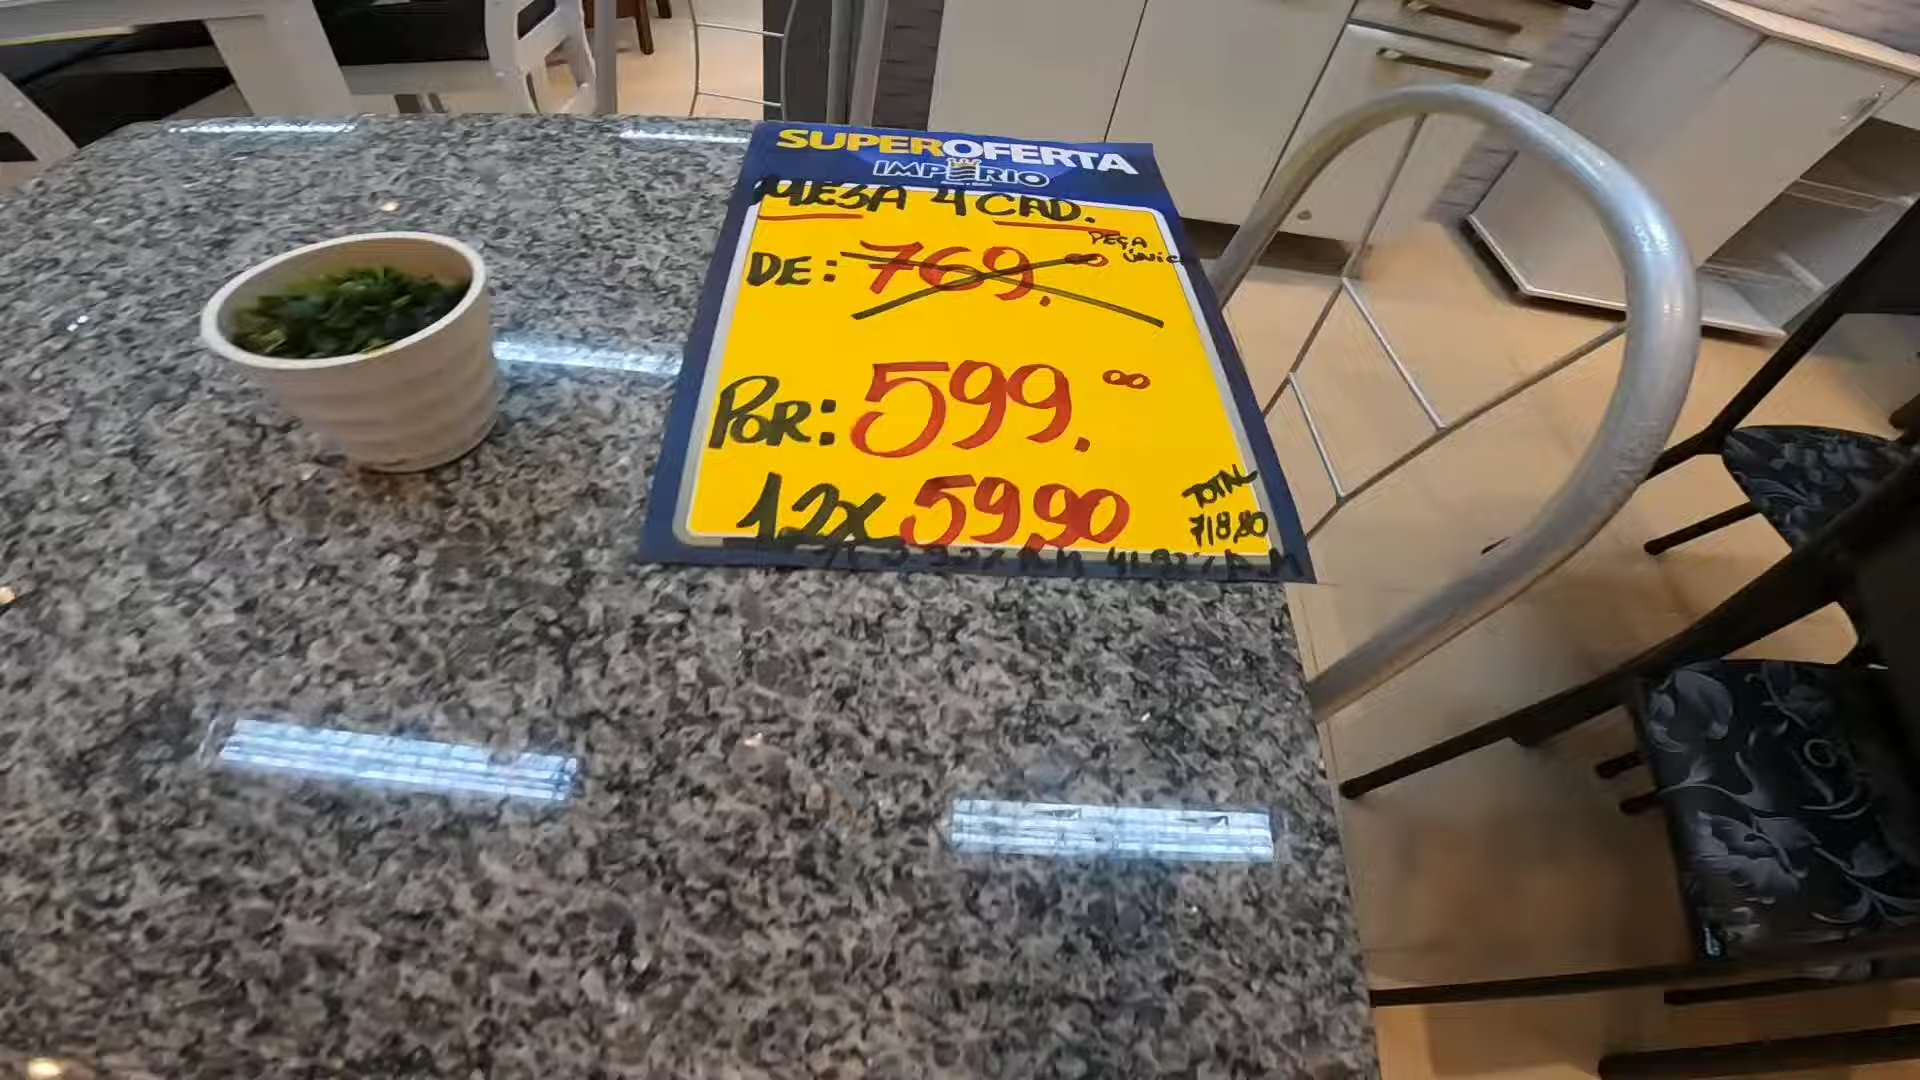 SUPEROFERTA
IMPÉRIO
MESA 4 CAD.
PEÇA
ÚNICA
DE: 769.00
POR: 599.00
12X 59,90
TOTAL
718,80